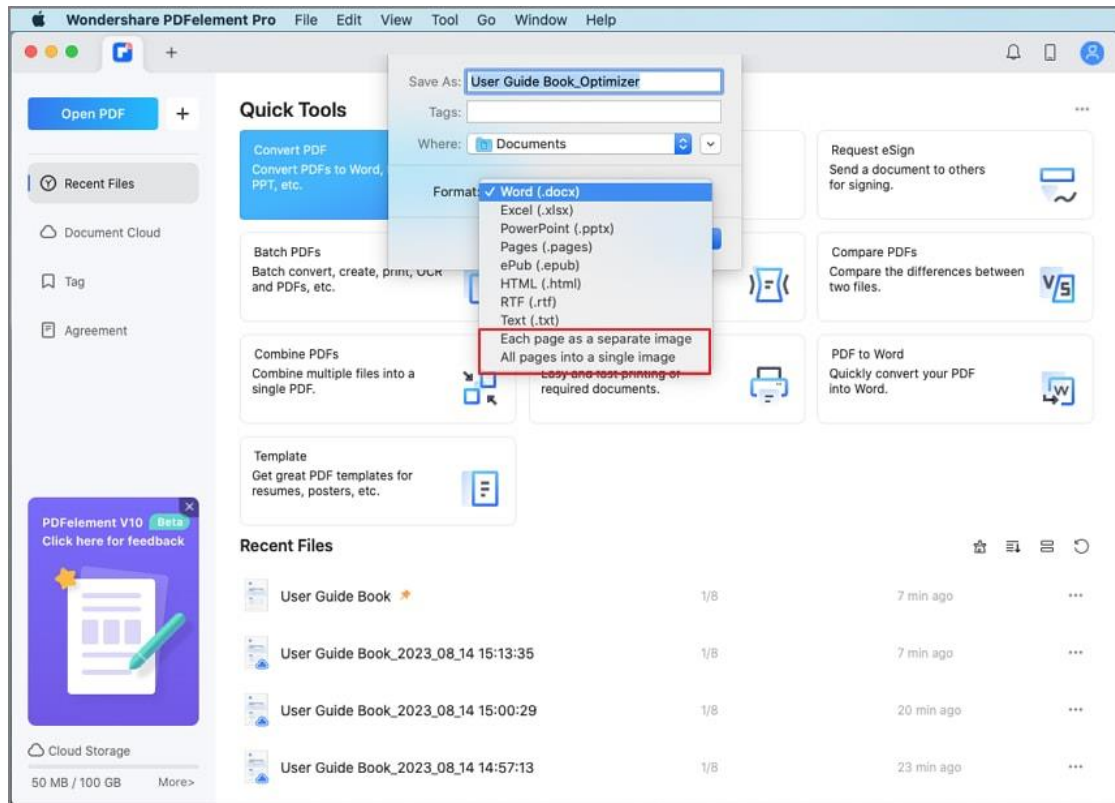 Wondershare PDFelement Pro File Edit View Tool Go Window Help
Save As: User Guide Book_Optimizer
Tags:
Where: Documents
Format: ✓ Word (.docx)
Excel (.xlsx)
PowerPoint (.pptx)
Pages (.pages)
ePub (.epub)
HTML (.html)
RTF (.rtf)
Text (.txt)
Each page as a separate image
All pages into a single image
Open PDF +
Recent Files
Document Cloud
Tag
Agreement
Quick Tools
Convert PDF
Convert PDFs to Word,
PPT, etc.
Request eSign
Send a document to others
for signing.
Batch PDFs
Batch convert, create, print, OCR
and PDFs, etc.
Compare PDFs
Compare the differences between
two files.
Combine PDFs
Combine multiple files into a
single PDF.
Easy and fast printing of
required documents.
PDF to Word
Quickly convert your PDF
into Word.
Template
Get great PDF templates for
resumes, posters, etc.
PDFelement V10 Beta
Click here for feedback
Cloud Storage
50 MB / 100 GB More>
Recent Files
User Guide Book 1/8 7 min ago
User Guide Book_2023_08_14 15:13:35 1/8 7 min ago
User Guide Book_2023_08_14 15:00:29 1/8 20 min ago
User Guide Book_2023_08_14 14:57:13 1/8 23 min ago